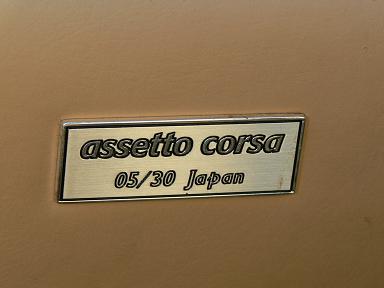 assetto corsa
05/30 Japan